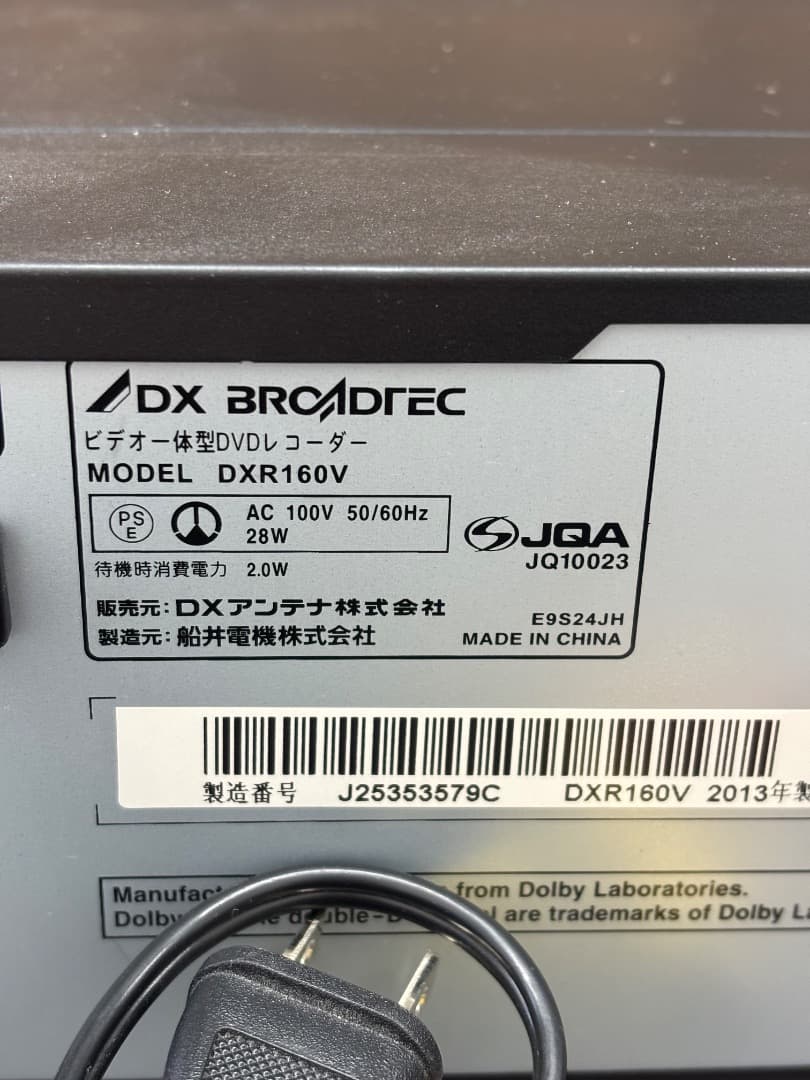 DX BROADTEC
ビデオ一体型DVDレコーダー
MODEL DXR160V
PS E
AC 100V 50/60Hz
28W
JQA
JQ10023
待機時消費電力 2.0W
販売元:DXアンテナ株式会社
製造元:船井電機株式会社
E9S24JH
MADE IN CHINA
製造番号 J25353579C DXR160V 2013年製
from Dolby Laboratories.
are trademarks of Dolby